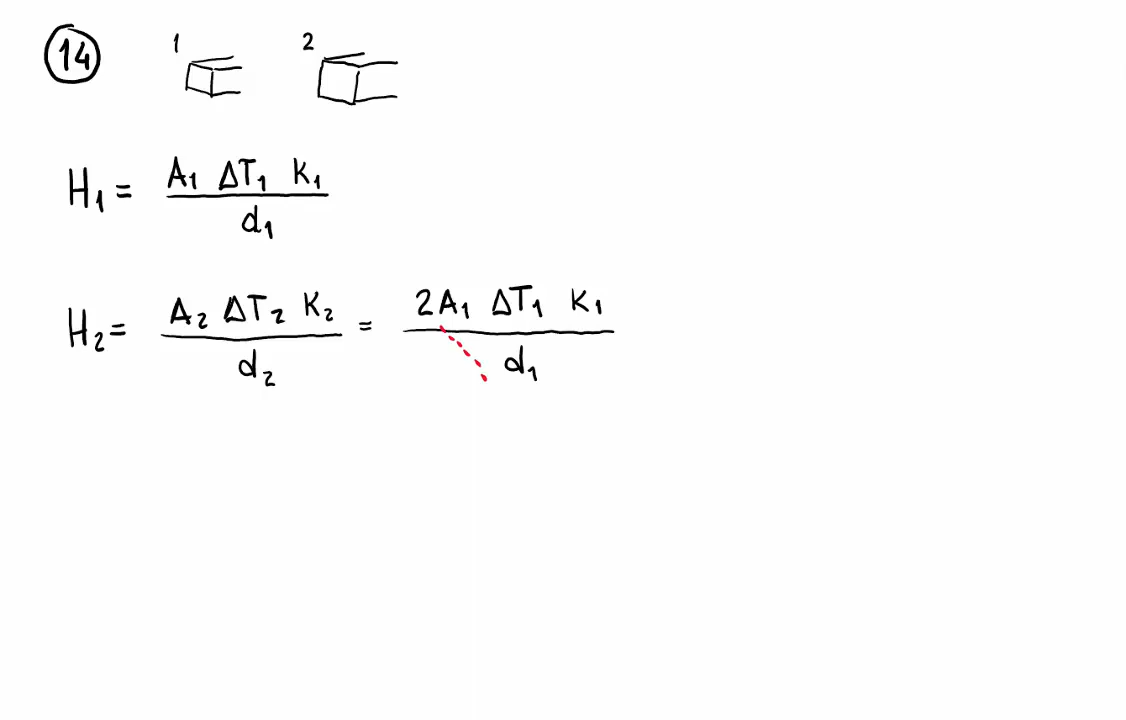 14 1 2
H₁ = A₁ ΔT₁ K₁ / d₁
H₂ = A₂ ΔT₂ K₂ / d₂ = 2A₁ ΔT₁ K₁ / d₁